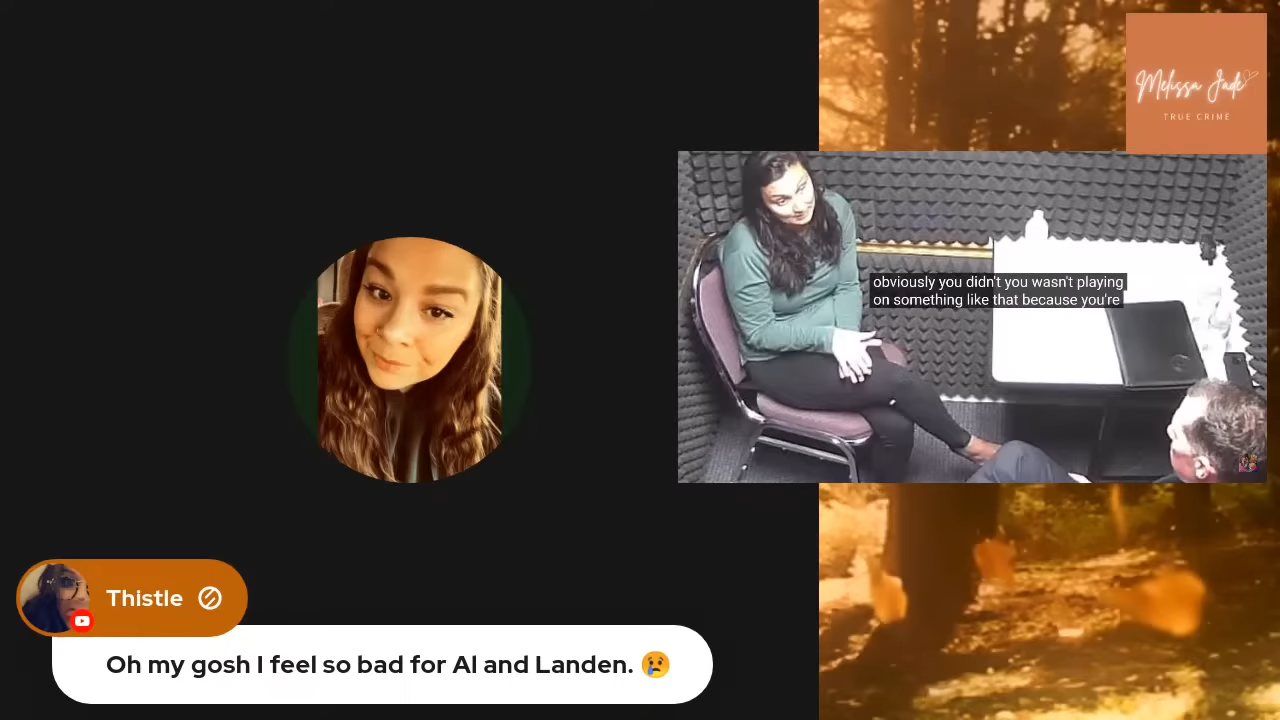 Melissa Jade
TRUE CRIME
obviously you didn't you wasn't playing
on something like that because you're
Thistle
Oh my gosh I feel so bad for Al and Landen. 😢